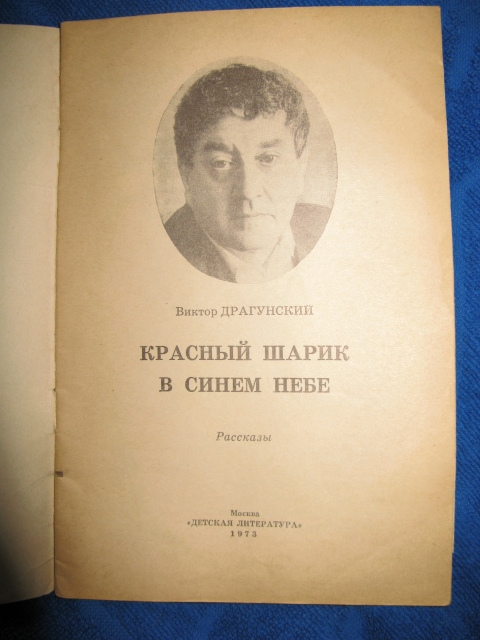 Виктор ДРАГУНСКИЙ
КРАСНЫЙ ШАРИК
В СИНЕМ НЕБЕ
Рассказы
Москва
«ДЕТСКАЯ ЛИТЕРАТУРА»
1973